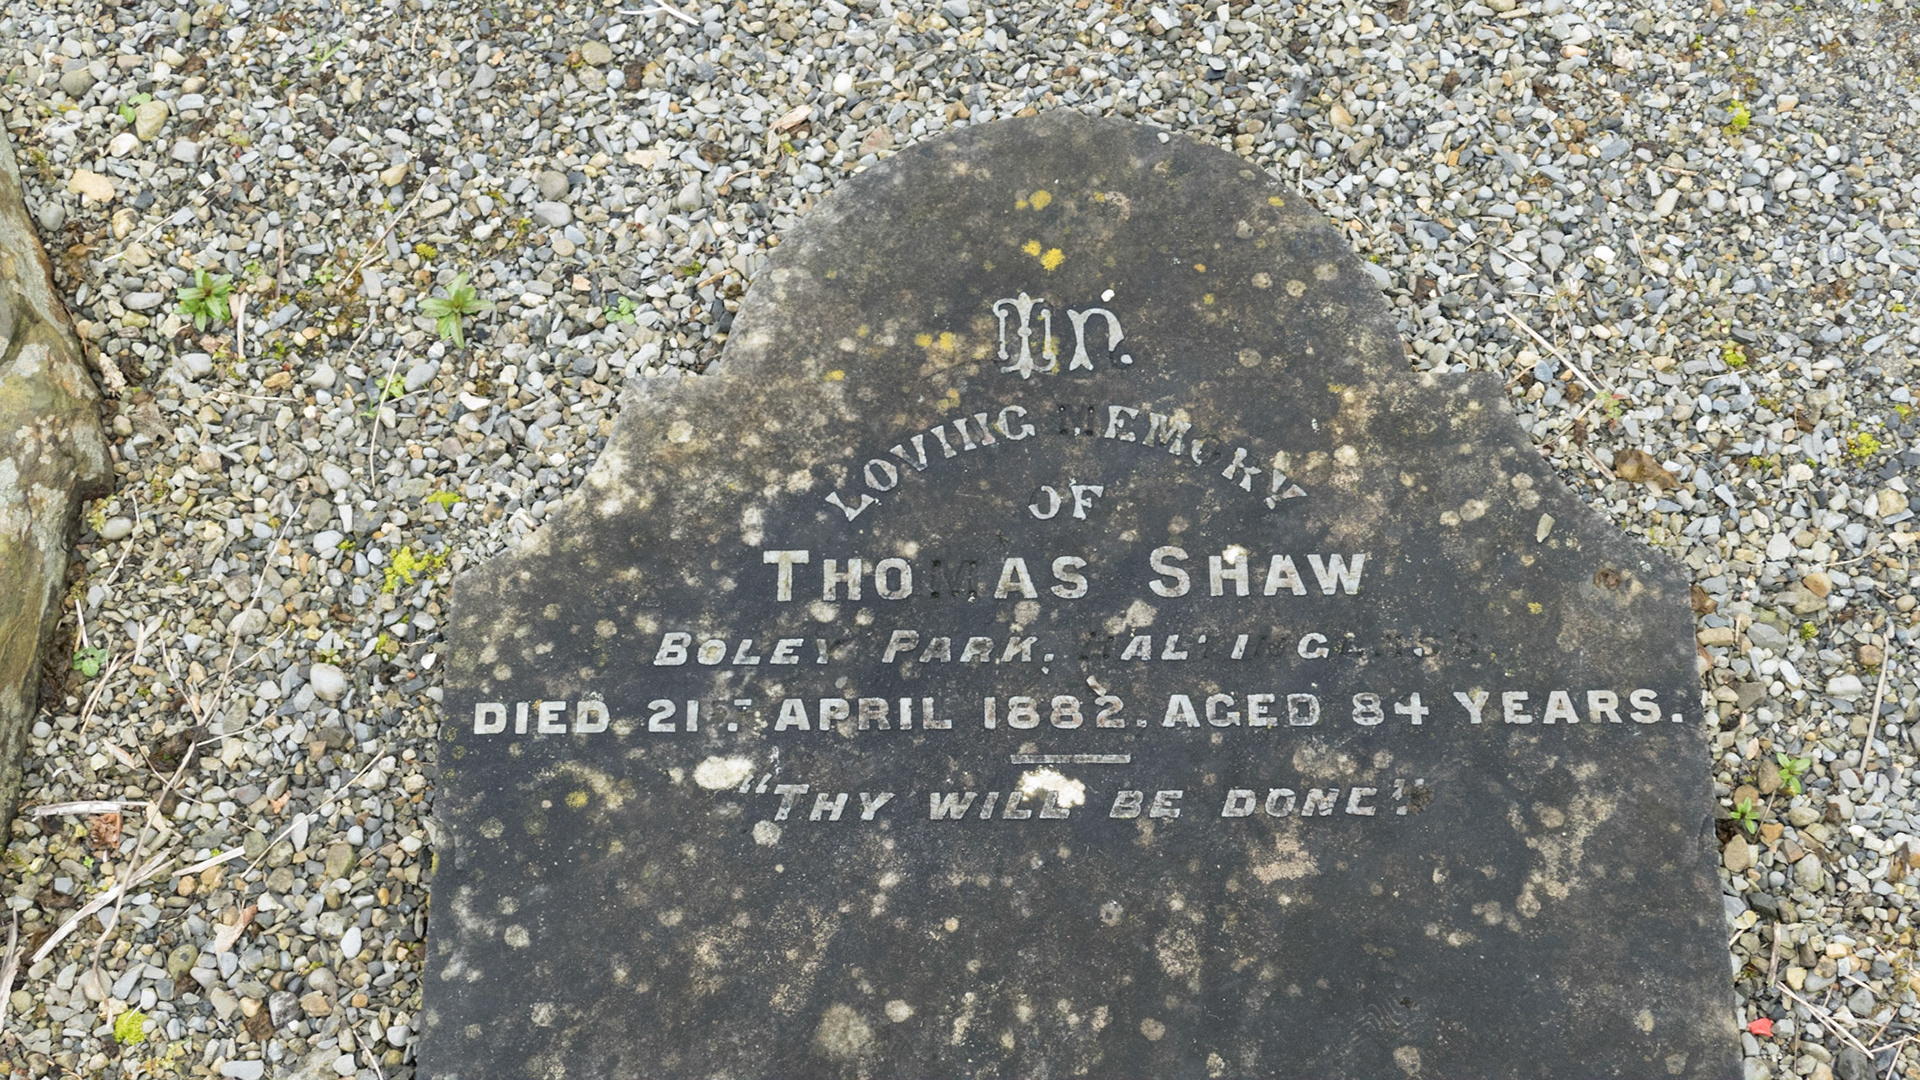 In
LOVING MEMORY
OF
THOMAS SHAW
BOLEY PARK,
DIED 21ST APRIL 1882. AGED 84 YEARS.
"THY WILL BE DONE."